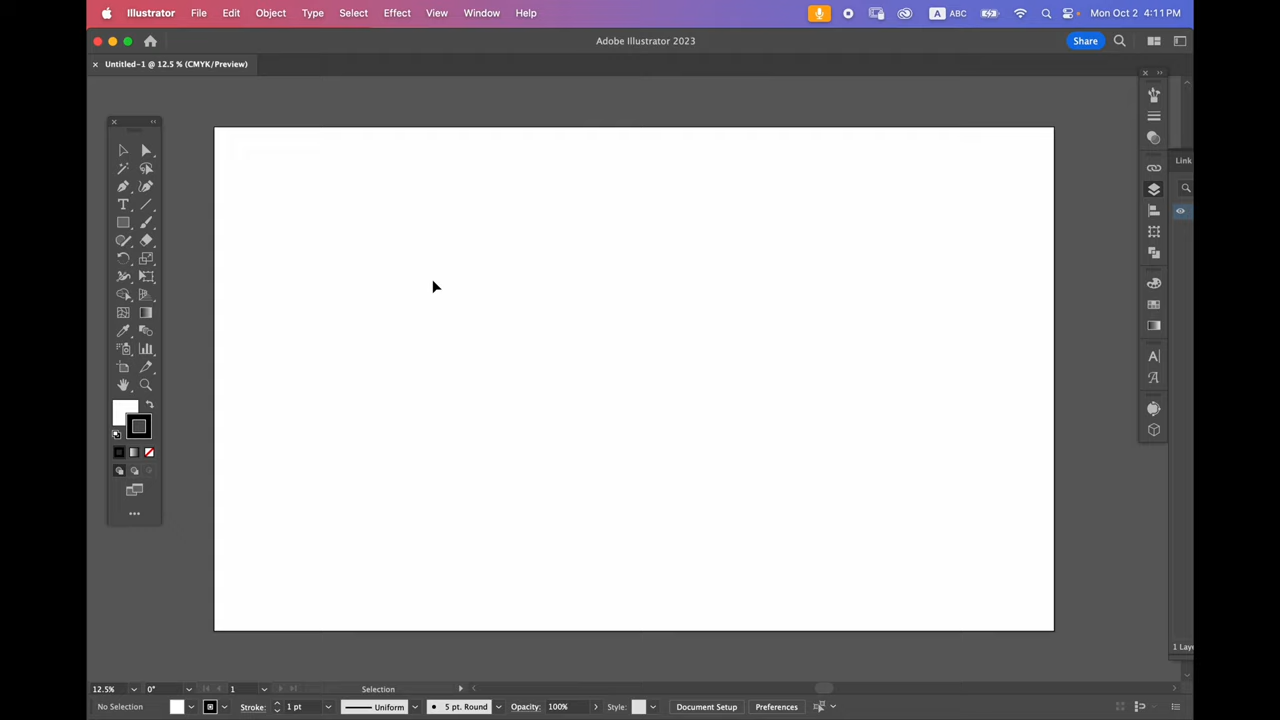 Illustrator File Edit Object Type Select Effect View Window Help A ABC Mon Oct 2 4:11 PM
Adobe Illustrator 2023 Share
Untitled-1 @ 12.5 % (CMYK/Preview)
Link
1 Laye
12.5% 0° 1 Selection
No Selection Stroke: 1 pt Uniform 5 pt. Round Opacity: 100% Style: Document Setup Preferences